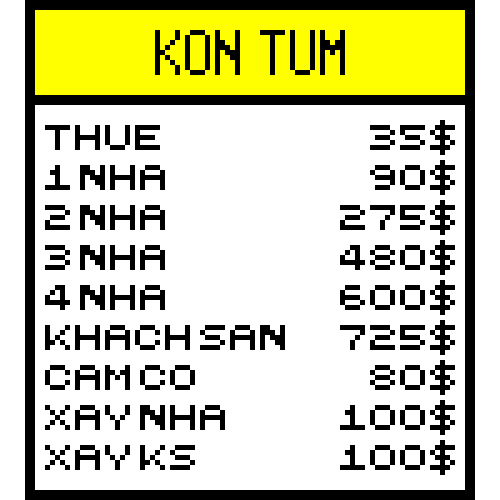 KON TUM
THUE 35$
1 NHA 90$
2 NHA 275$
3 NHA 480$
4 NHA 600$
KHACH SAN 725$
CAM CO 80$
XAY NHA 100$
XAY KS 100$